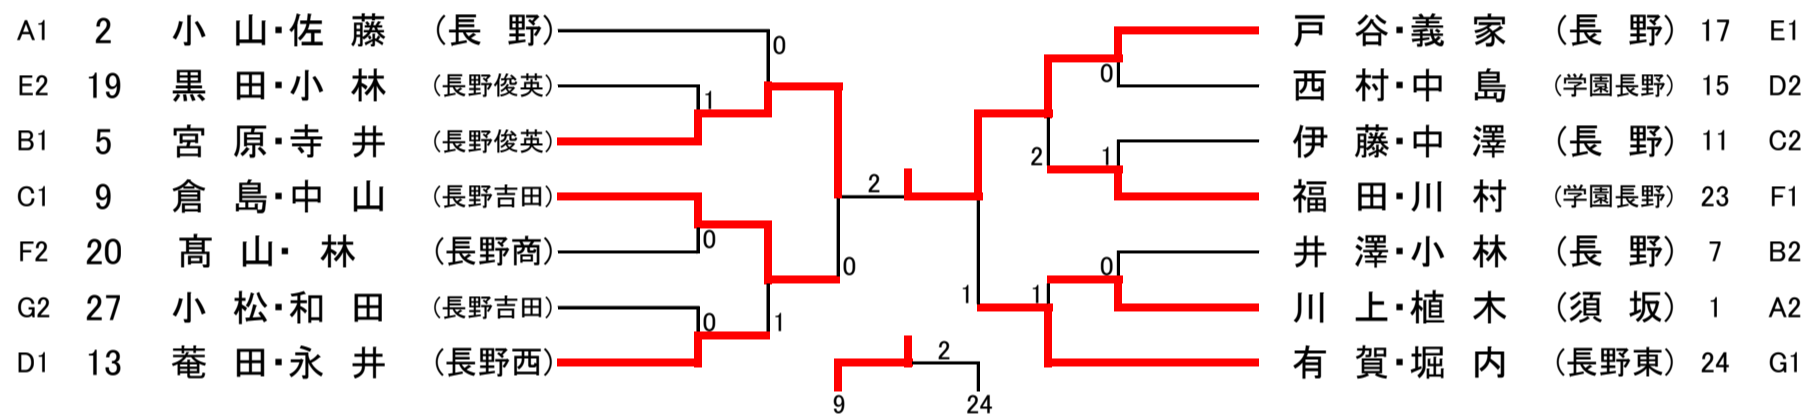 A1 2 小 山・佐 藤 (長 野)
E2 19 黒 田・小 林 (長野俊英)
B1 5 宮 原・寺 井 (長野俊英)
C1 9 倉 島・中 山 (長野吉田)
F2 20 髙 山・ 林 (長野商)
G2 27 小 松・和 田 (長野吉田)
D1 13 菴 田・永 井 (長野西)
0
1
0
0
1
0
2
2
9 24
0
2
1
0
1
1
戸 谷・義 家 (長 野) 17 E1
西 村・中 島 (学園長野) 15 D2
伊 藤・中 澤 (長 野) 11 C2
福 田・川 村 (学園長野) 23 F1
井 澤・小 林 (長 野) 7 B2
川 上・植 木 (須 坂) 1 A2
有 賀・堀 内 (長野東) 24 G1